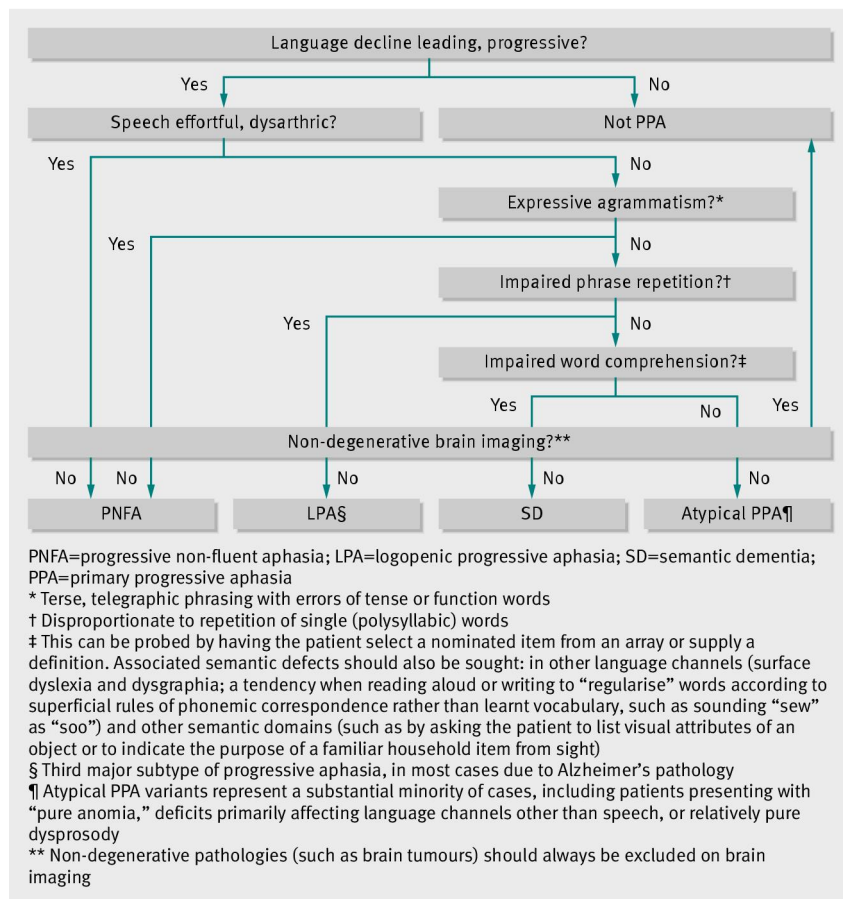 Language decline leading, progressive?
Yes
No
Speech effortful, dysarthric?
Not PPA
Yes
No
Expressive agrammatism?*
Yes
No
Impaired phrase repetition?†
Yes
No
Impaired word comprehension?‡
Yes
No
Yes
Non-degenerative brain imaging?**
No
No
No
No
No
PNFA
LPA§
SD
Atypical PPA¶
PNFA=progressive non-fluent aphasia; LPA=logopenic progressive aphasia; SD=semantic dementia;
PPA=primary progressive aphasia
* Terse, telegraphic phrasing with errors of tense or function words
† Disproportionate to repetition of single (polysyllabic) words
‡ This can be probed by having the patient select a nominated item from an array or supply a
definition. Associated semantic defects should also be sought: in other language channels (surface
dyslexia and dysgraphia; a tendency when reading aloud or writing to “regularise” words according to
superficial rules of phonemic correspondence rather than learnt vocabulary, such as sounding “sew”
as “soo”) and other semantic domains (such as by asking the patient to list visual attributes of an
object or to indicate the purpose of a familiar household item from sight)
§ Third major subtype of progressive aphasia, in most cases due to Alzheimer’s pathology
¶ Atypical PPA variants represent a substantial minority of cases, including patients presenting with
“pure anomia,” deficits primarily affecting language channels other than speech, or relatively pure
dysprosody
** Non-degenerative pathologies (such as brain tumours) should always be excluded on brain
imaging